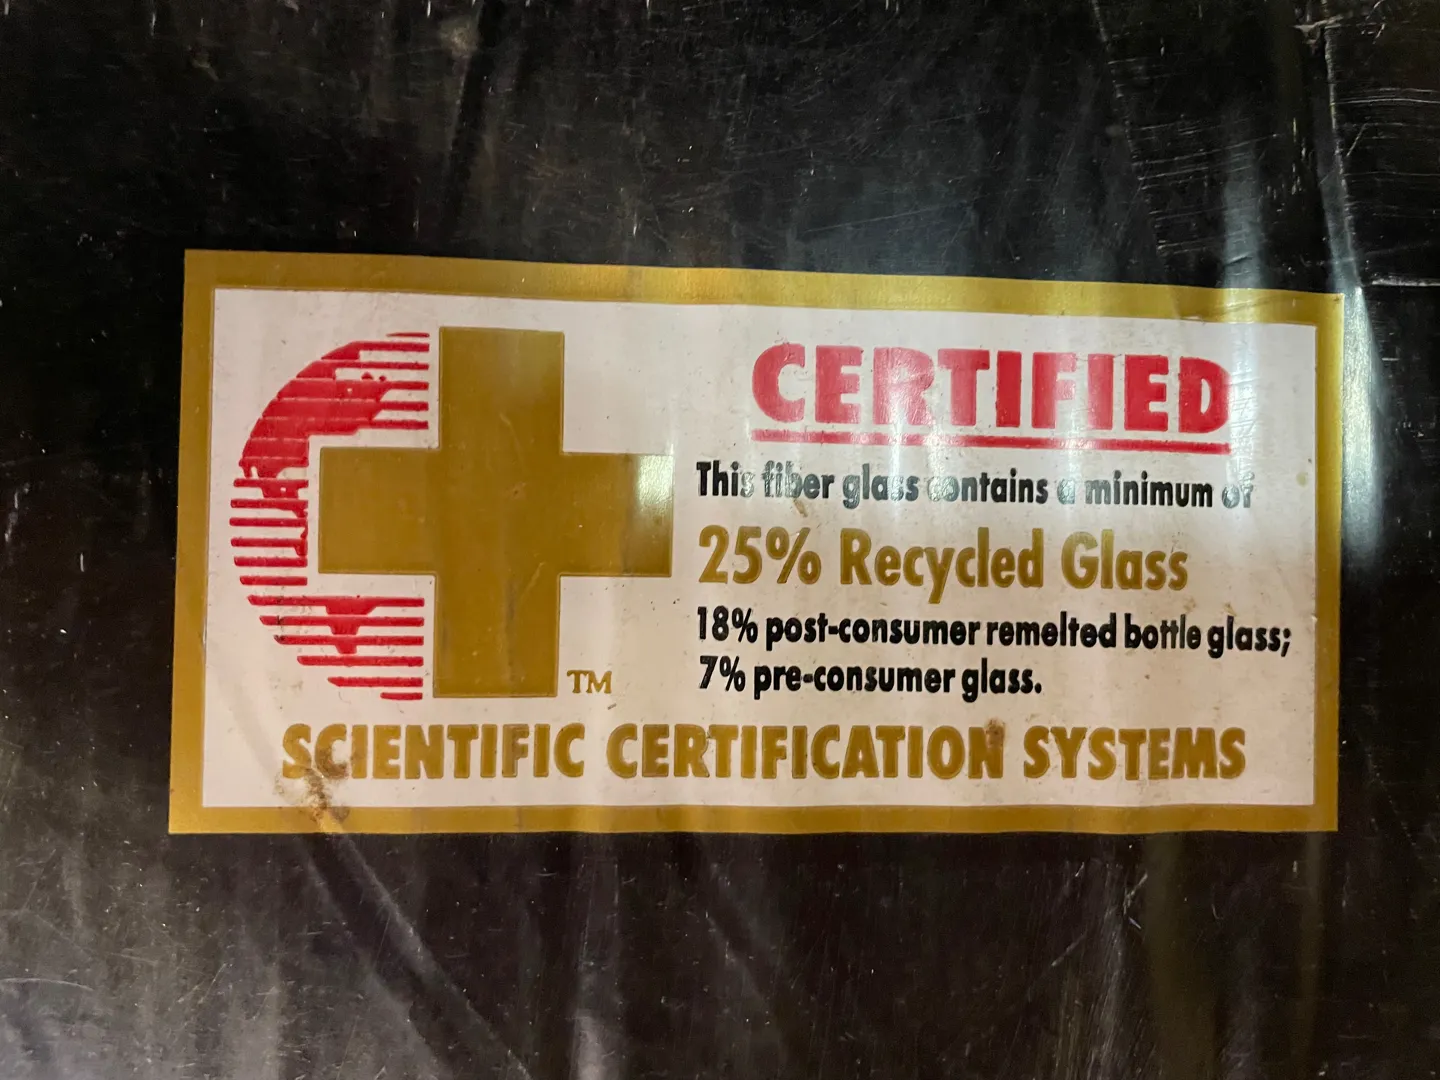 CERTIFIED
This fiber glass contains a minimum of
25% Recycled Glass
18% post-consumer remelted bottle glass;
7% pre-consumer glass.
TM
SCIENTIFIC CERTIFICATION SYSTEMS